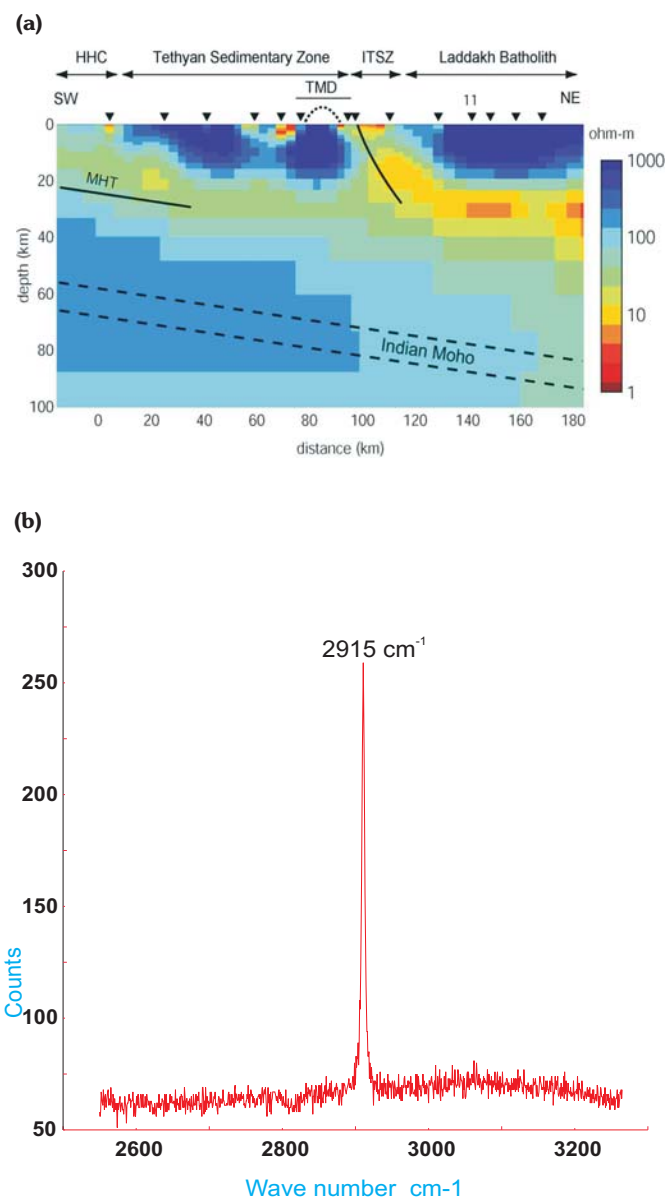 (a)
HHC Tethyan Sedimentary Zone ITSZ Laddakh Batholith
SW TMD 11 NE
ohm-m
0
20
40
60
80
100
depth (km)
MHT
Indian Moho
1000
100
10
1
0 20 40 60 80 100 120 140 160 180
distance (km)
(b)
300
250
200
150
100
50
Counts
2915 cm-1
2600 2800 3000 3200
Wave number cm-1